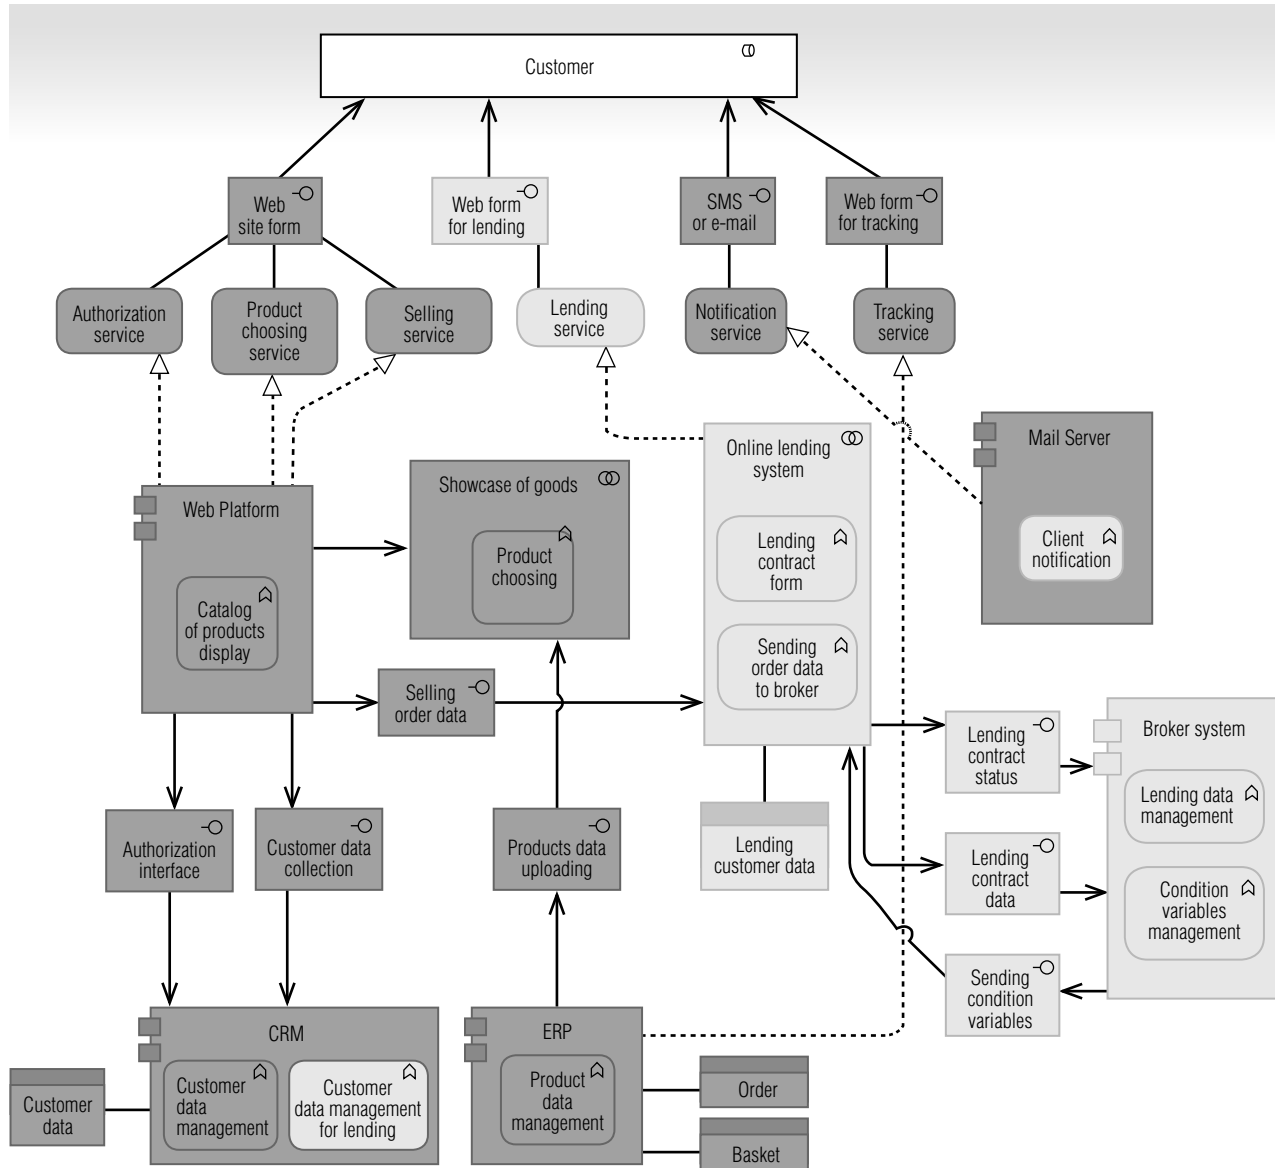 Customer
Web
site form
Web form
for lending
SMS
or e-mail
Web form
for tracking
Authorization
service
Product
choosing
service
Selling
service
Lending
service
Notification
service
Tracking
service
Web Platform
Catalog
of products
display
Showcase of goods
Product
choosing
Online lending
system
Lending
contract
form
Sending
order data
to broker
Mail Server
Client
notification
Selling
order data
Lending
contract
status
Broker system
Lending data
management
Condition
variables
management
Authorization
interface
Customer data
collection
Products data
uploading
Lending
customer data
Lending
contract
data
Sending
condition
variables
CRM
Customer
data
management
Customer
data management
for lending
Customer
data
ERP
Product
data
management
Order
Basket